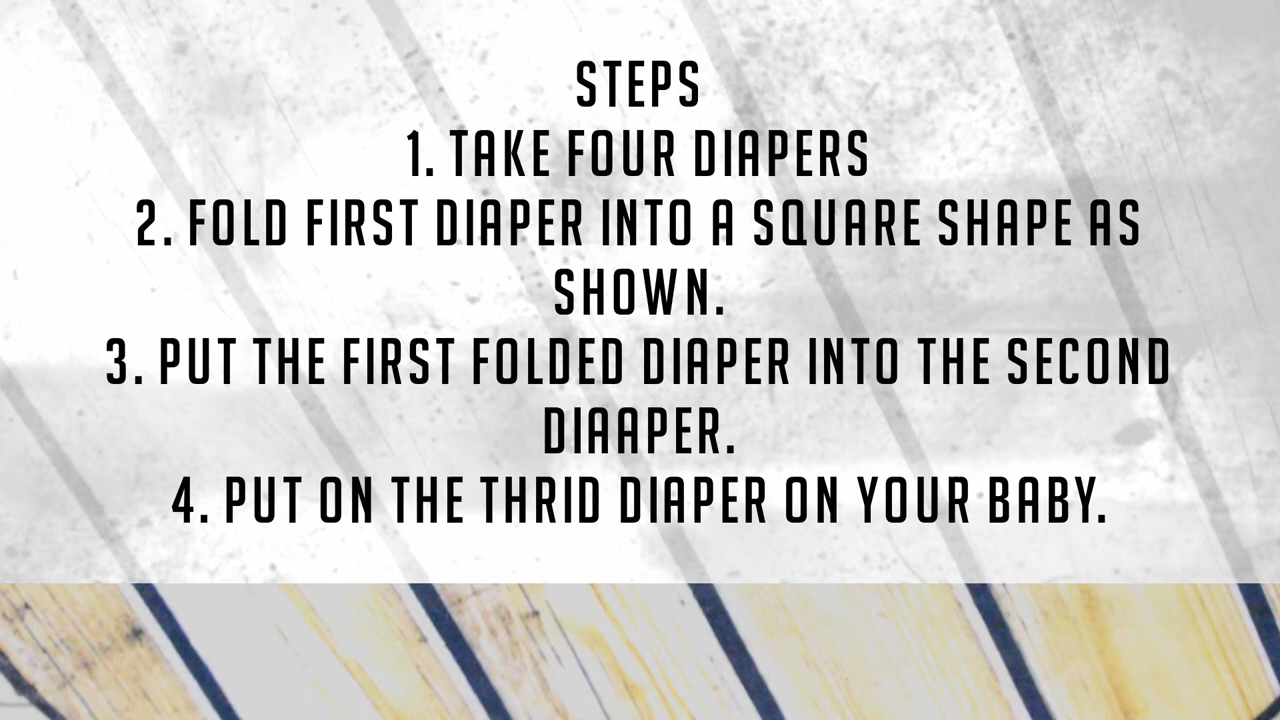 STEPS
1. TAKE FOUR DIAPERS
2. FOLD FIRST DIAPER INTO A SQUARE SHAPE AS
SHOWN.
3. PUT THE FIRST FOLDED DIAPER INTO THE SECOND
DIAAPER.
4. PUT ON THE THRID DIAPER ON YOUR BABY.